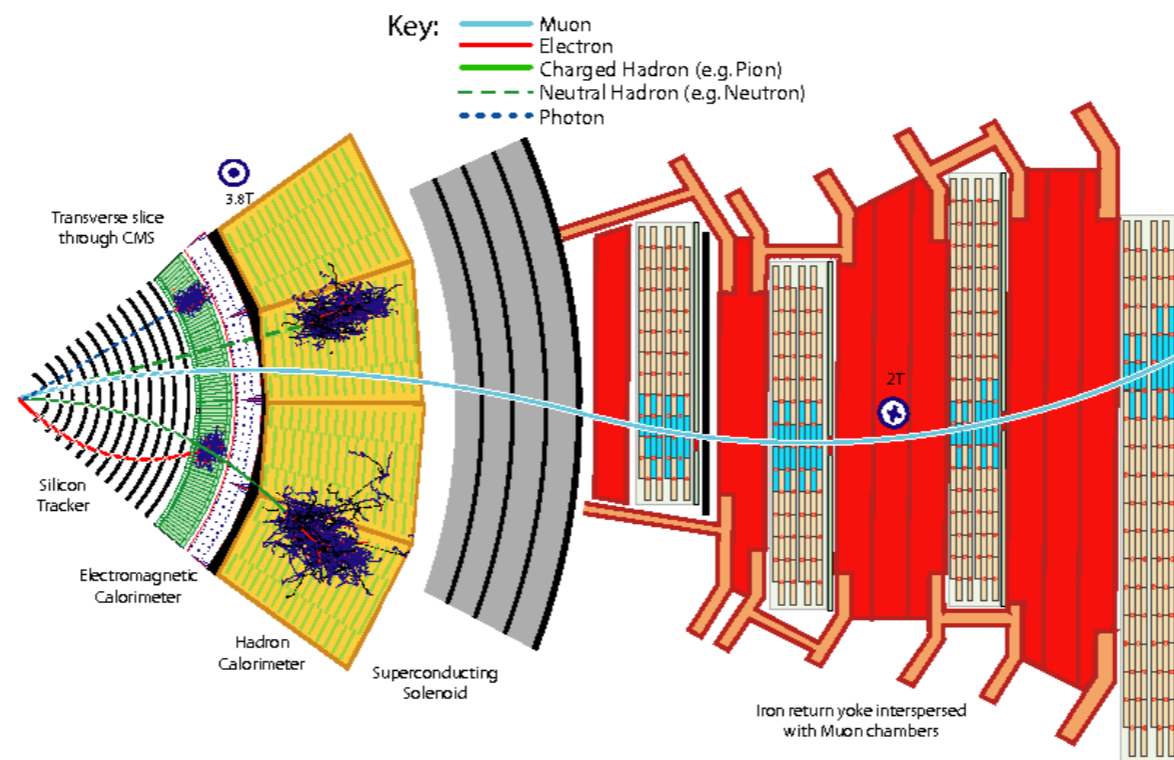 Key:
Muon
Electron
Charged Hadron (e.g. Pion)
Neutral Hadron (e.g. Neutron)
Photon
3.8T
Transverse slice
through CMS
2T
Silicon
Tracker
Electromagnetic
Calorimeter
Hadron
Calorimeter
Superconducting
Solenoid
Iron return yoke interspersed
with Muon chambers